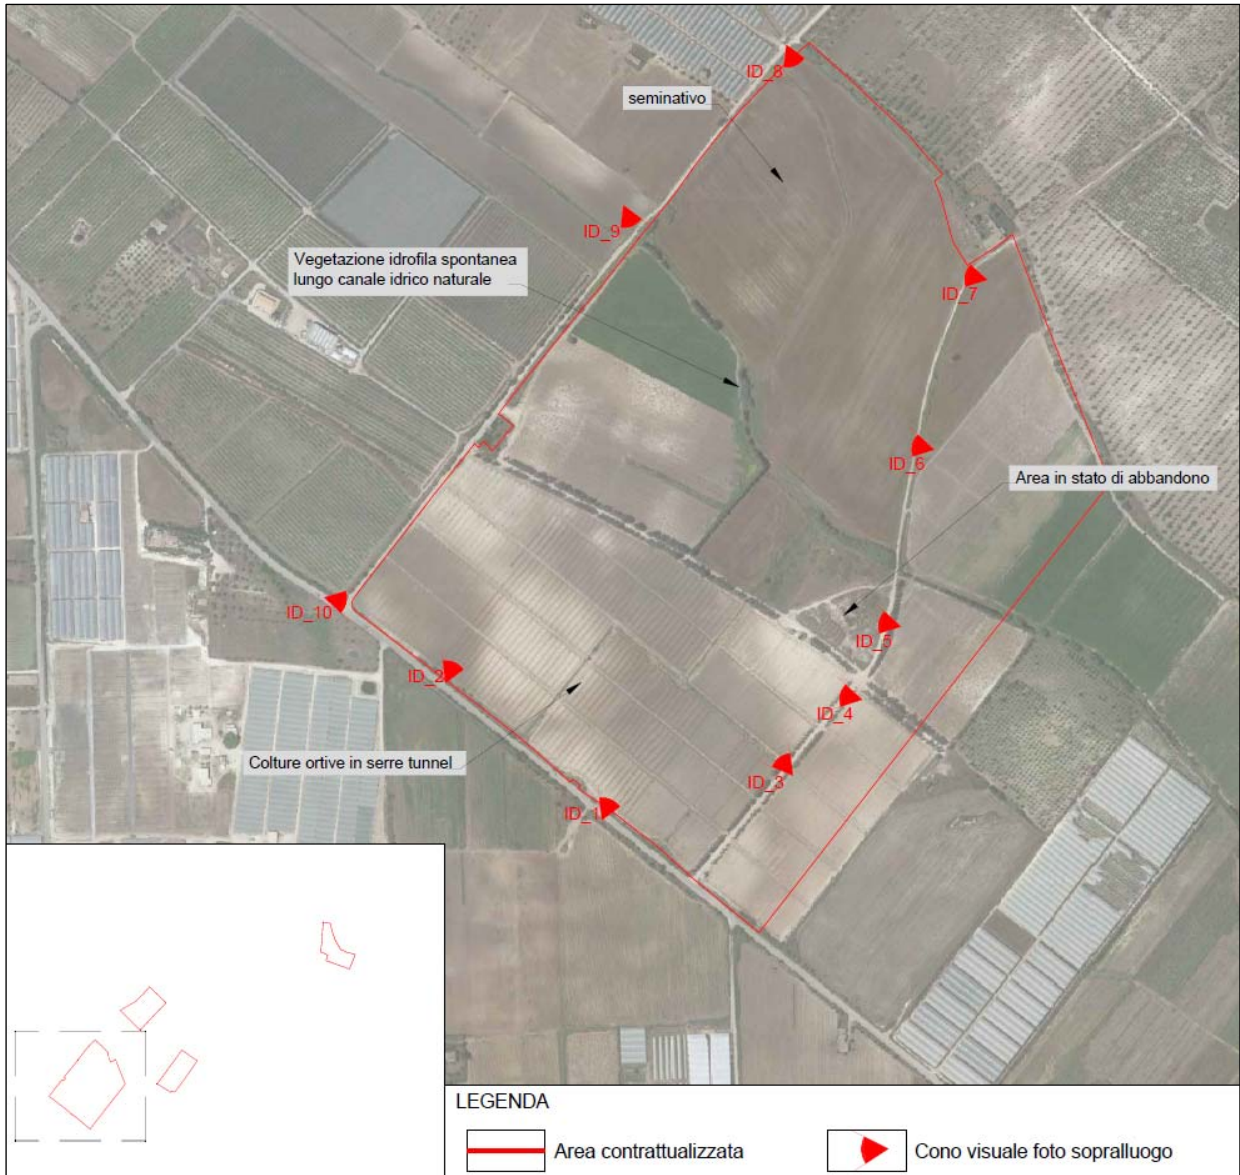 ID_8
seminativo
ID_9
Vegetazione idrofila spontanea
lungo canale idrico naturale
ID_7
ID_6
Area in stato di abbandono
ID_10
ID_5
ID_2
ID_4
Colture ortive in serre tunnel
ID_3
ID_1
LEGENDA
Area contrattualizzata
Cono visuale foto sopralluogo